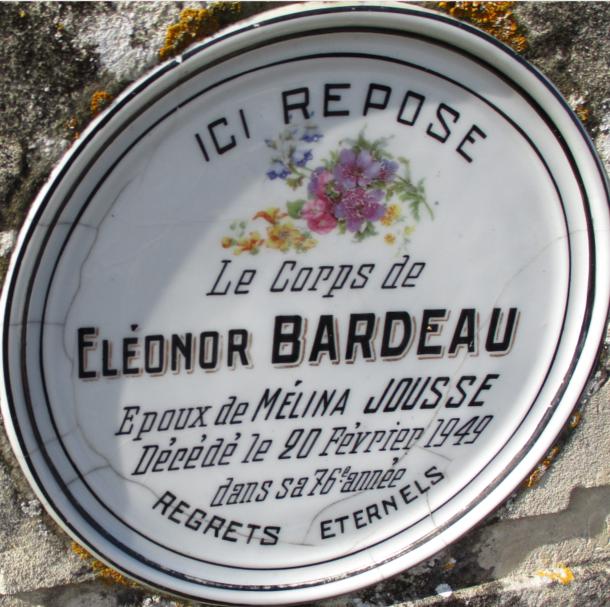 ICI REPOSE
Le Corps de
ELÉONOR BARDEAU
Epoux de MÉLINA JOUSSE
Décédé le 20 Février 1949
dans sa 76e année
REGRETS ETERNELS